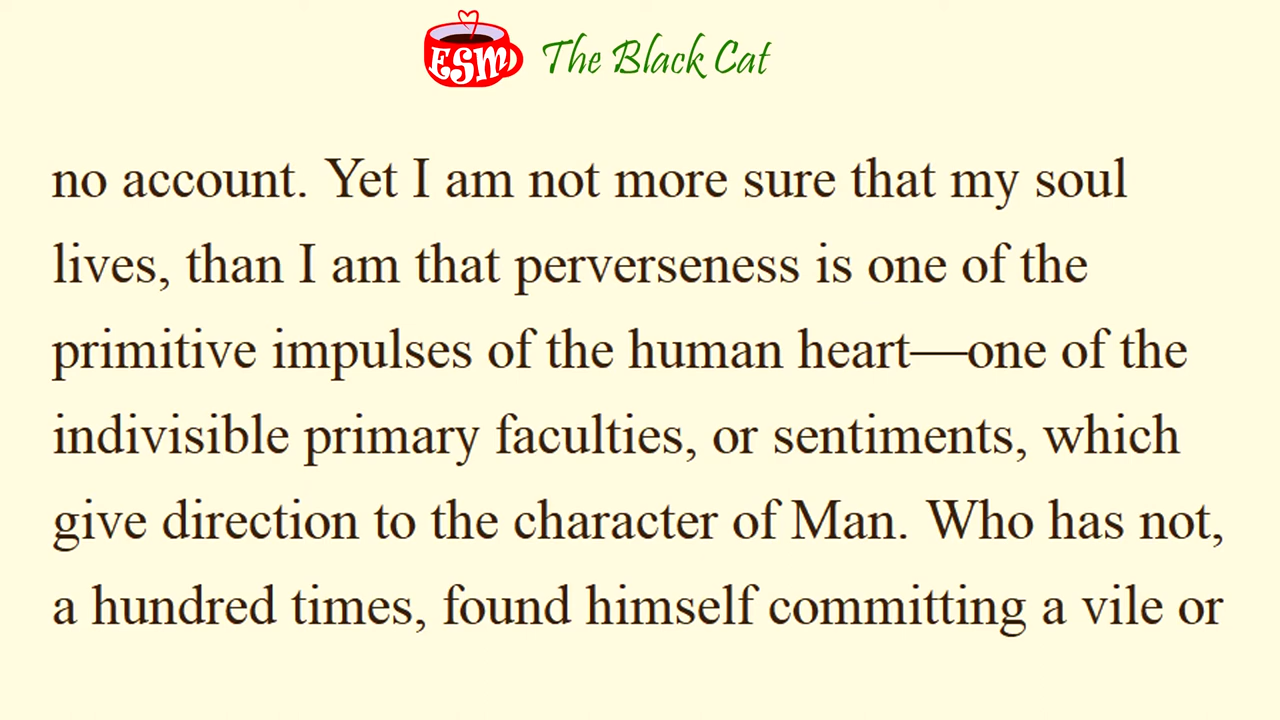 ESM The Black Cat
no account. Yet I am not more sure that my soul
lives, than I am that perverseness is one of the
primitive impulses of the human heart—one of the
indivisible primary faculties, or sentiments, which
give direction to the character of Man. Who has not,
a hundred times, found himself committing a vile or